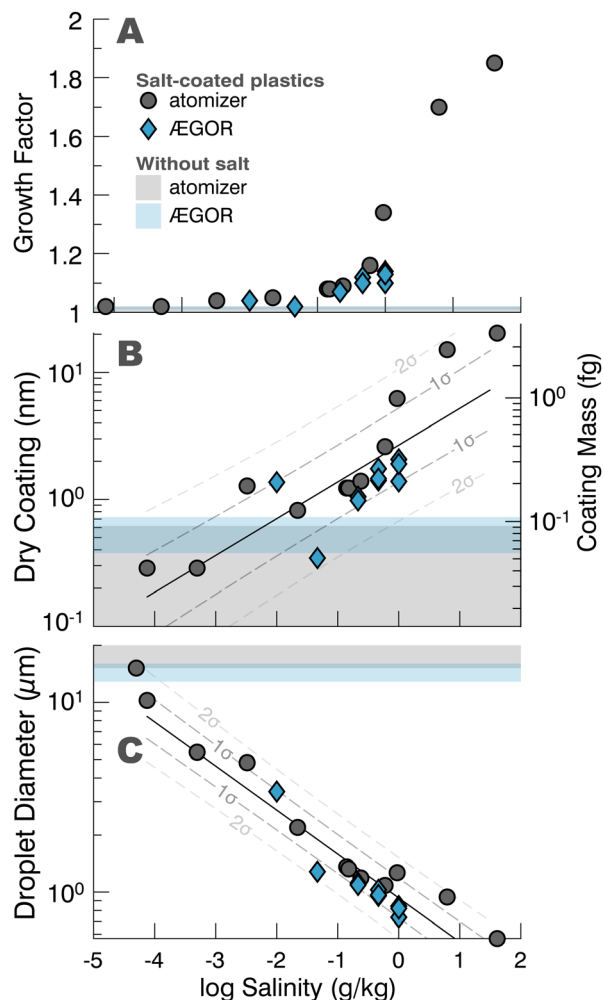 A
2
1.8
1.6
1.4
1.2
1
Growth Factor
Salt-coated plastics
atomizer
ÆGOR
Without salt
atomizer
ÆGOR
B
10¹
10⁰
10⁻¹
Dry Coating (nm)
2σ
1σ
1σ
2σ
10⁰
10⁻¹
Coating Mass (fg)
C
10¹
10⁰
Droplet Diameter (µm)
2σ
1σ
1σ
2σ
-5 -4 -3 -2 -1 0 1 2
log Salinity (g/kg)